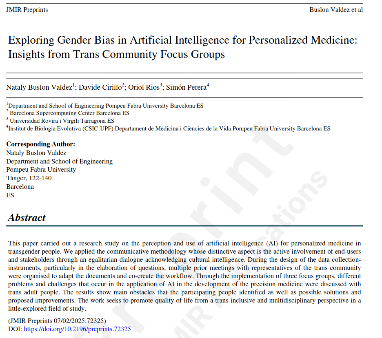 JMIR Preprints
Buslon Valdez et al
Exploring Gender Bias in Artificial Intelligence for Personalized Medicine:
Insights from Trans Community Focus Groups
Nataly Buslon Valdez1; Davide Cirillo2; Oriol Rios3; Simón Perera4
1Department and School of Engineering Pompeu Fabra University Barcelona ES
2Barcelona Supercomputing Center Barcelona ES
3Universidad Rovira i Virgili Tarragona ES
4Institut de Biologia Evolutiva (CSIC UPF) Departament de Medicina i Ciències de la Vida Pompeu Fabra University Barcelona ES
Corresponding Author:
Nataly Buslon Valdez
Department and School of Engineering
Pompeu Fabra University
Tànger, 122-140
Barcelona
ES
Abstract
This paper carried out a research study on the perception and use of artificial intelligence (AI) for personalized medicine in
transgender people. We applied the communicative methodology whose distinctive aspect is the active involvement of end-users
and stakeholders through an egalitarian dialogue acknowledging cultural intelligence. During the design of the data collection-
instruments, particularly in the elaboration of questions, multiple prior meetings with representatives of the trans community
were organised to adapt the documents and co-create the workflow. Through the implementation of three focus groups, different
problems and challenges that occur in the application of AI in the development of the precision medicine were discussed with
trans adult people. The results show main obstacles that the participating people identified as well as possible solutions and
proposed improvements. The work seeks to promote quality of life from a trans inclusive and multidisciplinary perspective in a
little-explored field of study.
(JMIR Preprints 07/02/2025:72325)
DOI: https://doi.org/10.2196/preprints.72325